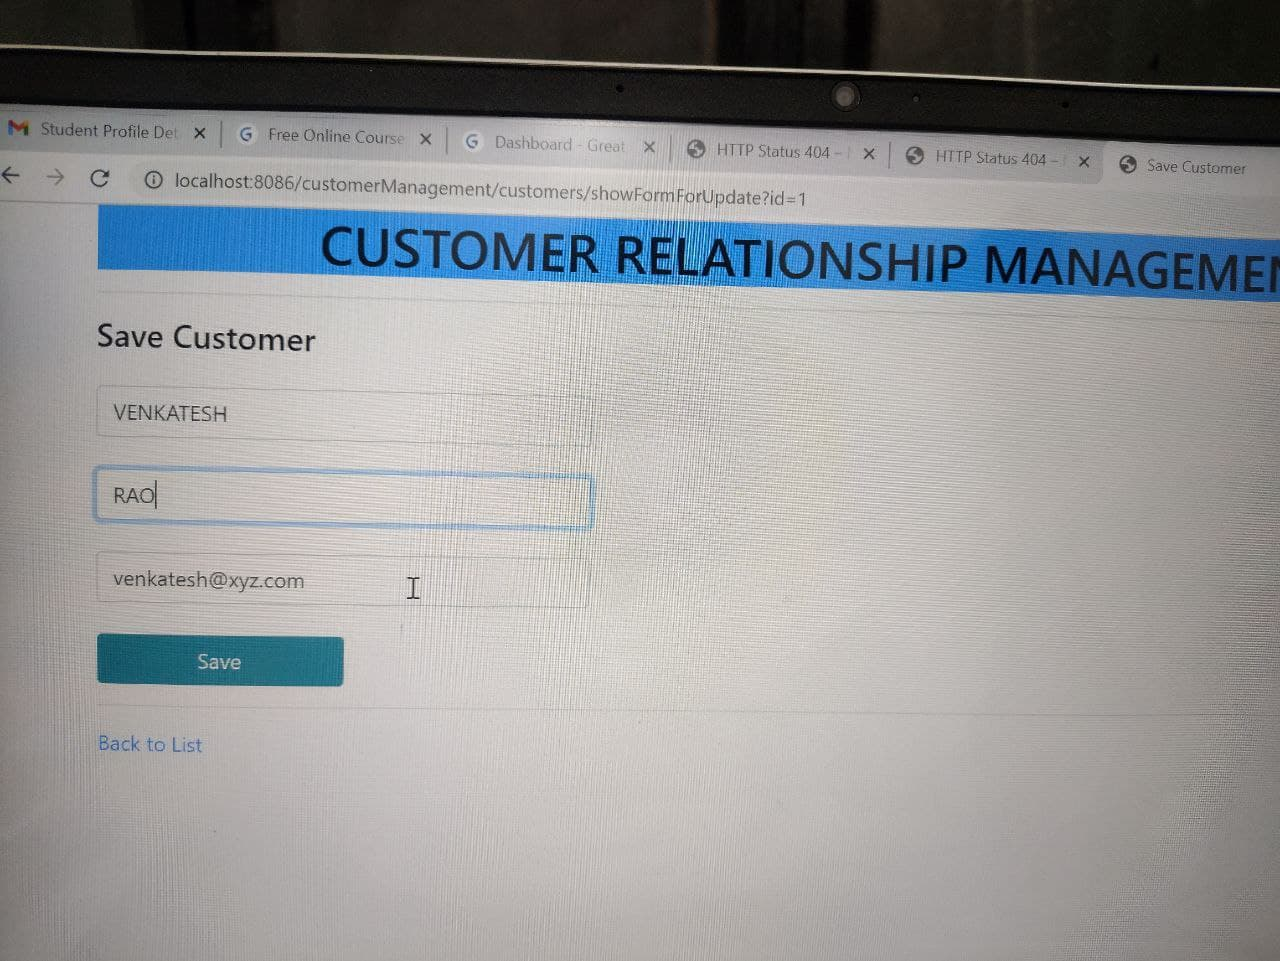 Student Profile Det
Free Online Course
Dashboard - Great
HTTP Status 404 –
HTTP Status 404 –
Save Customer
localhost:8086/customerManagement/customers/showFormForUpdate?id=1
CUSTOMER RELATIONSHIP MANAGEMEN
Save Customer
VENKATESH
RAO
venkatesh@xyz.com
Save
Back to List